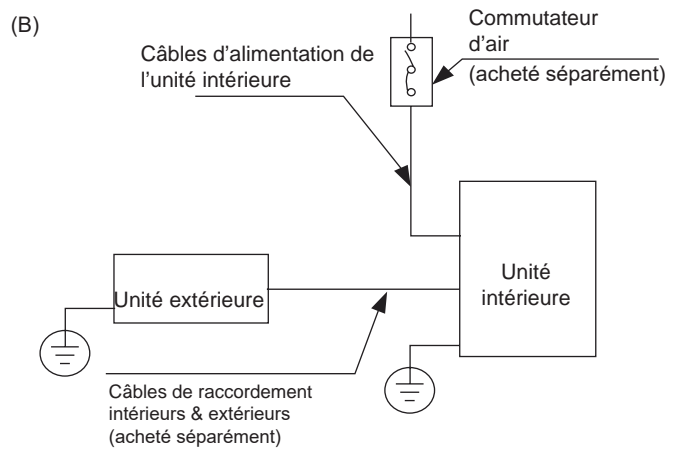 (B)
Commutateur
d'air
(acheté séparément)
Câbles d'alimentation de
l'unité intérieure
Unité
intérieure
Unité extérieure
Câbles de raccordement
intérieurs & extérieurs
(acheté séparément)